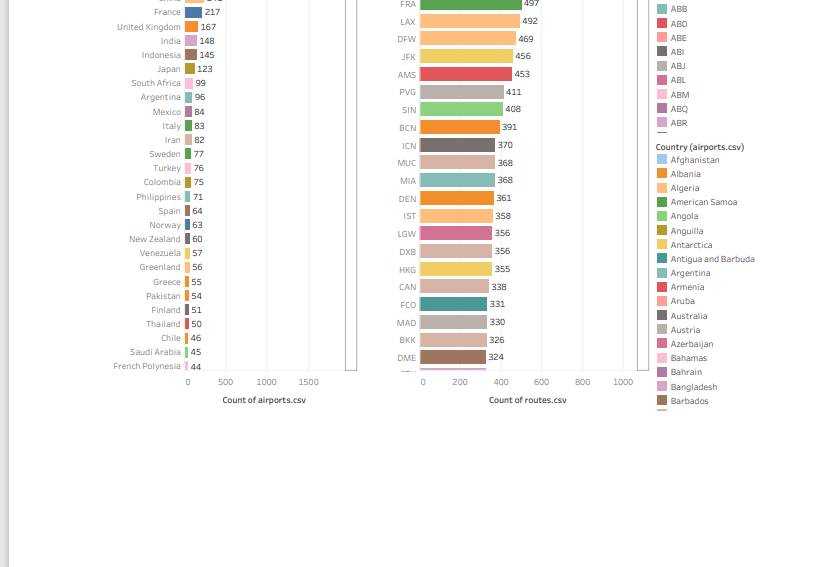 France 217
United Kingdom 167
India 148
Indonesia 145
Japan 123
South Africa 99
Argentina 96
Mexico 84
Italy 83
Iran 82
Sweden 77
Turkey 76
Colombia 75
Philippines 71
Spain 64
Norway 63
New Zealand 60
Venezuela 57
Greenland 56
Greece 55
Pakistan 54
Finland 51
Thailand 50
Chile 46
Saudi Arabia 45
French Polynesia 44
0 500 1000 1500
Count of airports.csv
FRA 497
LAX 492
DFW 469
JFK 456
AMS 453
PVG 411
SIN 408
BCN 391
ICN 370
MUC 368
MIA 368
DEN 361
IST 358
LGW 356
DXB 356
HKG 355
CAN 338
FCO 331
MAD 330
BKK 326
DME 324
0 200 400 600 800 1000
Count of routes.csv
ABB
ABD
ABE
ABI
ABJ
ABL
ABM
ABQ
ABR
Country (airports.csv)
Afghanistan
Albania
Algeria
American Samoa
Angola
Anguilla
Antarctica
Antigua and Barbuda
Argentina
Armenia
Aruba
Australia
Austria
Azerbaijan
Bahamas
Bahrain
Bangladesh
Barbados